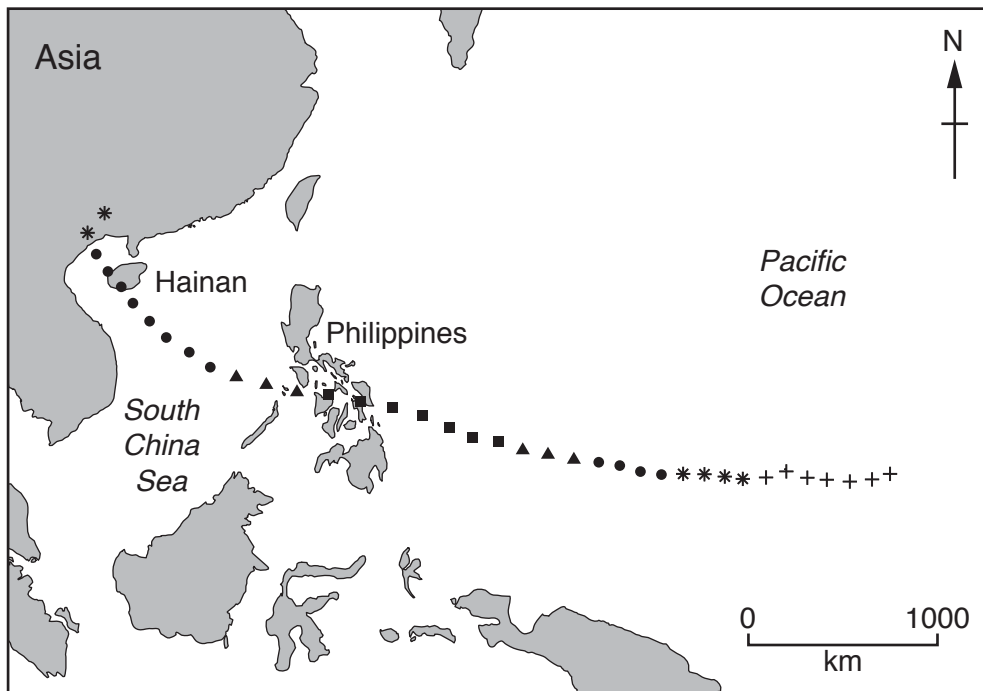 Asia
N
Pacific
Ocean
Hainan
Philippines
South
China
Sea
0 1000
km